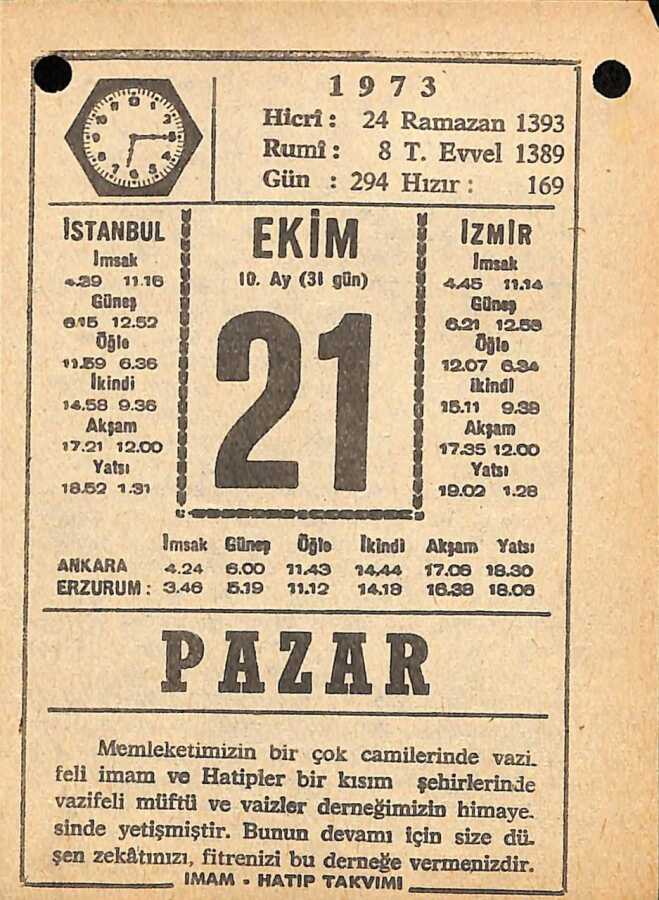 1973
Hicrî : 24 Ramazan 1393
Rumî : 8 T. Evvel 1389
Gün : 294 Hızır : 169
İSTANBUL
İmsak
4.39 11.16
Güneş
6.15 12.52
Öğle
11.59 6.36
İkindi
14.58 9.36
Akşam
17.21 12.00
Yatsı
18.52 1.31
EKİM
10. Ay (31 gün)
21
İZMİR
İmsak
4.45 11.14
Güneş
6.21 12.53
Öğle
12.07 6.34
İkindi
15.11 9.38
Akşam
17.35 12.00
Yatsı
19.02 1.28
İmsak Güneş Öğle İkindi Akşam Yatsı
ANKARA 4.24 6.00 11.43 14.44 17.06 18.30
ERZURUM : 3.46 5.19 11.12 14.19 16.38 18.08
PAZAR
Memleketimizin bir çok camilerinde vazi-
feli imam ve Hatipler bir kısım şehirlerinde
vazifeli müftü ve vaizler derneğimizin himaye-
sinde yetişmiştir. Bunun devamı için size dü-
şen zekâtınızı, fitrenizi bu derneğe vermenizdir.
İMAM - HATİP TAKVİMİ